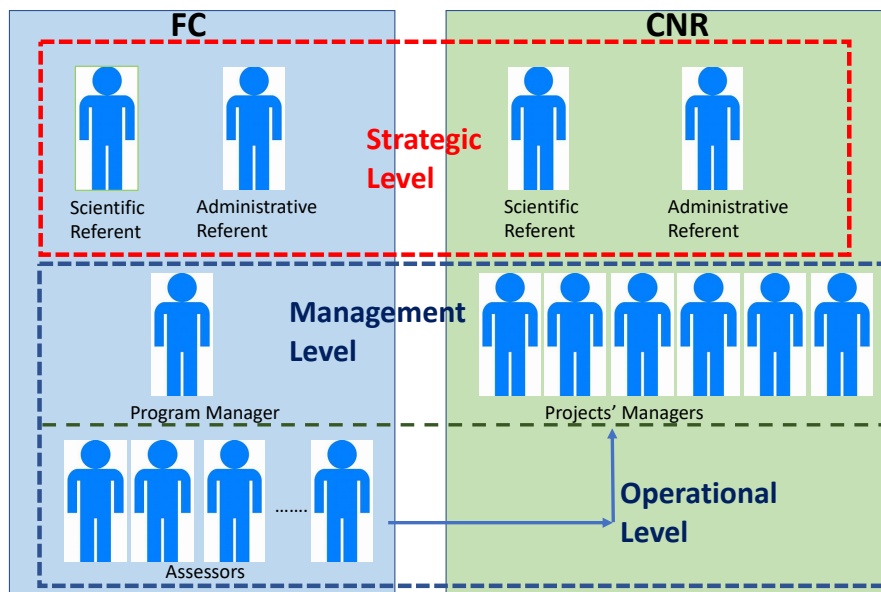 FC
CNR
Strategic
Level
Scientific
Referent
Administrative
Referent
Scientific
Referent
Administrative
Referent
Management
Level
Program Manager
Projects' Managers
Operational
Level
…….
Assessors